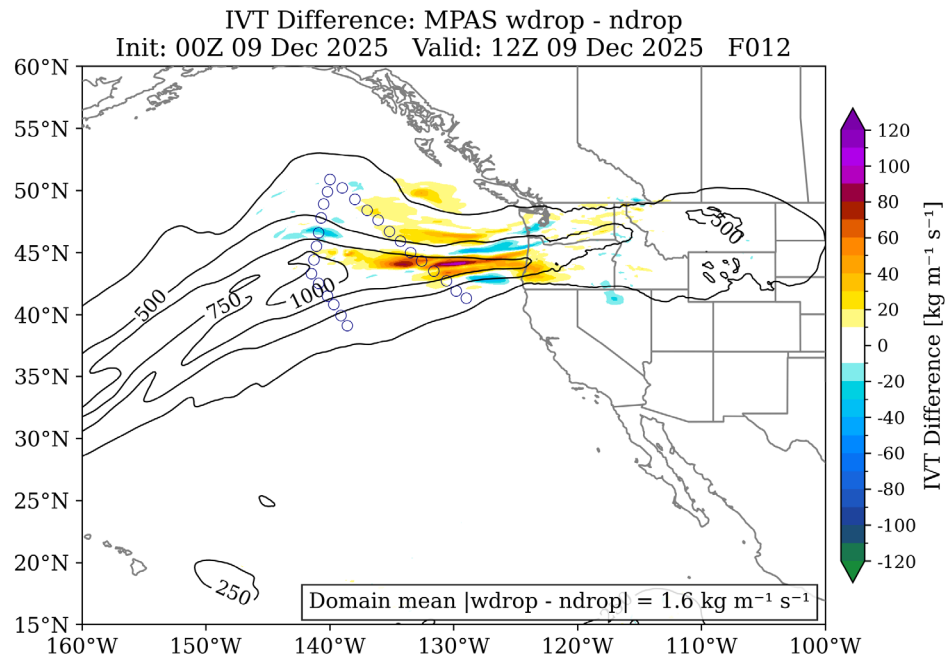 IVT Difference: MPAS wdrop - ndrop
Init: 00Z 09 Dec 2025 Valid: 12Z 09 Dec 2025 F012
60°N
55°N
50°N
45°N
40°N
35°N
30°N
25°N
20°N
15°N
160°W 150°W 140°W 130°W 120°W 110°W 100°W
500
750
1000
500
250
Domain mean |wdrop - ndrop| = 1.6 kg m⁻¹ s⁻¹
120
100
80
60
40
20
0
-20
-40
-60
-80
-100
-120
IVT Difference [kg m⁻¹ s⁻¹]